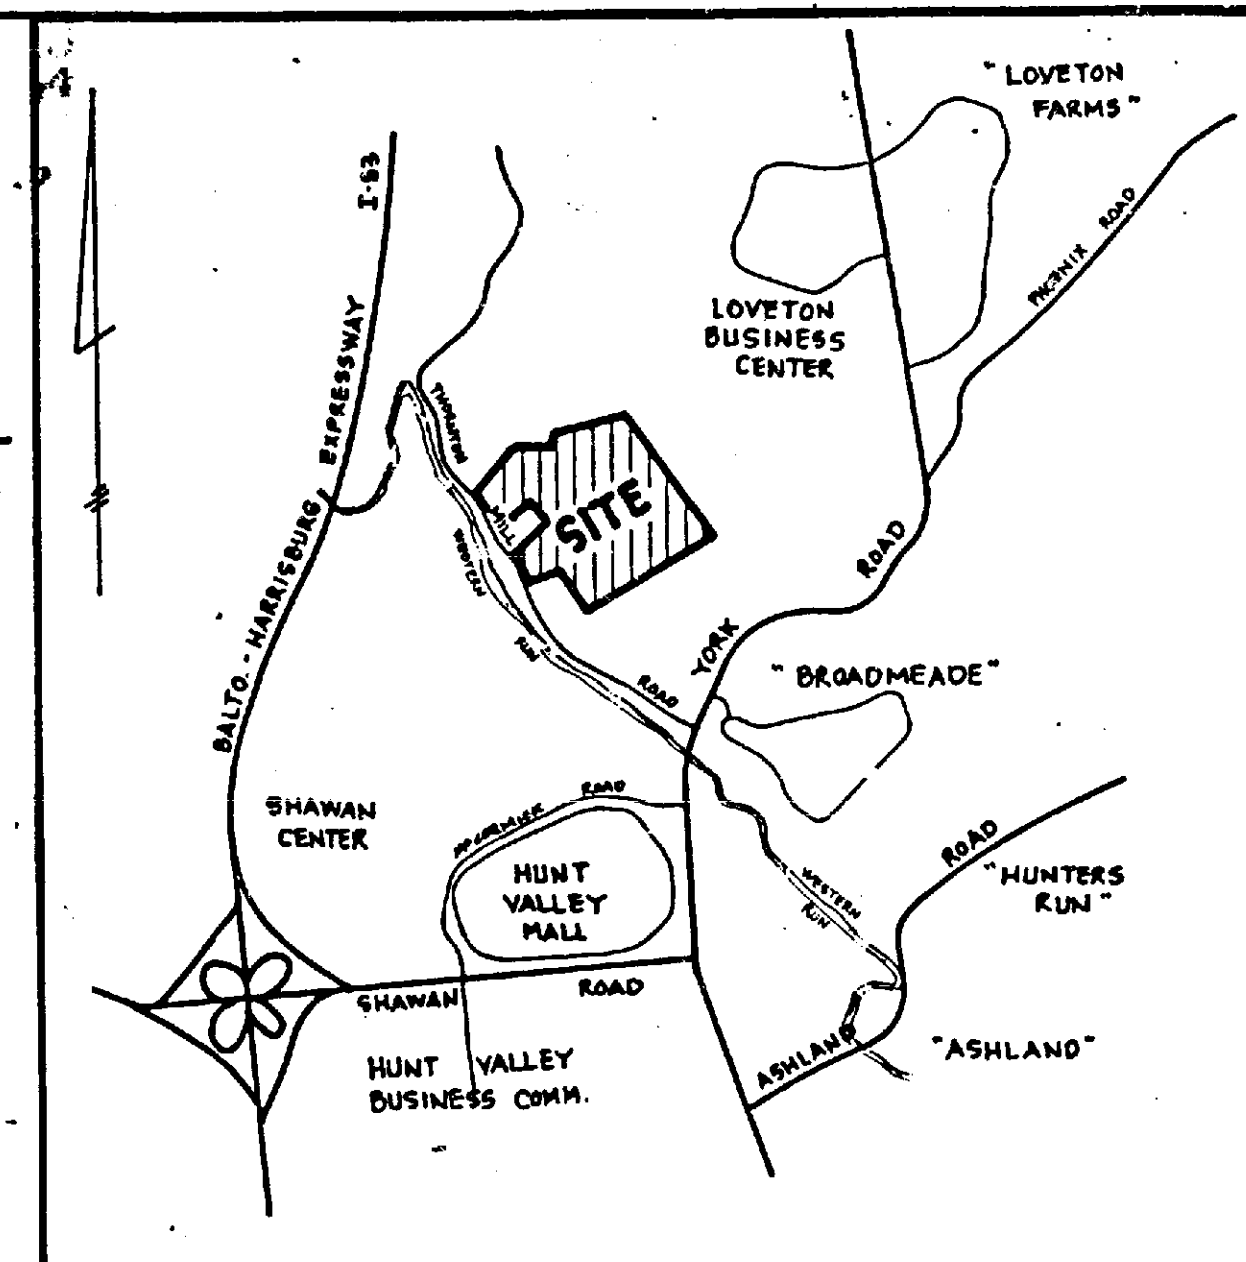 "LOVETON
FARMS"
I-83
PHOENIX ROAD
LOVETON
BUSINESS
CENTER
BALTO.-HARRISBURG EXPRESSWAY
THORNTON
MILL
ROAD
SITE
WESTERN
RUN
YORK
ROAD
"BROADMEADE"
SHAWAN
CENTER
McCORMICK ROAD
HUNT
VALLEY
MALL
ROAD
"HUNTERS
RUN"
WESTERN
RUN
SHAWAN ROAD
ASHLAND
"ASHLAND"
HUNT VALLEY
BUSINESS COMM.